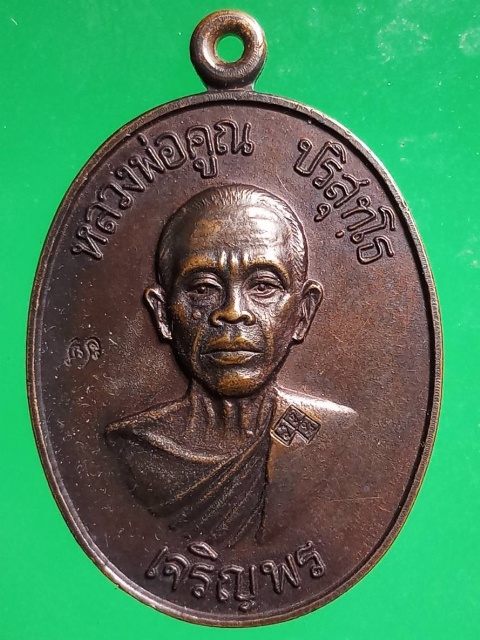 หลวงพ่อคูณ ปริสุทฺโธ
เจริญพร